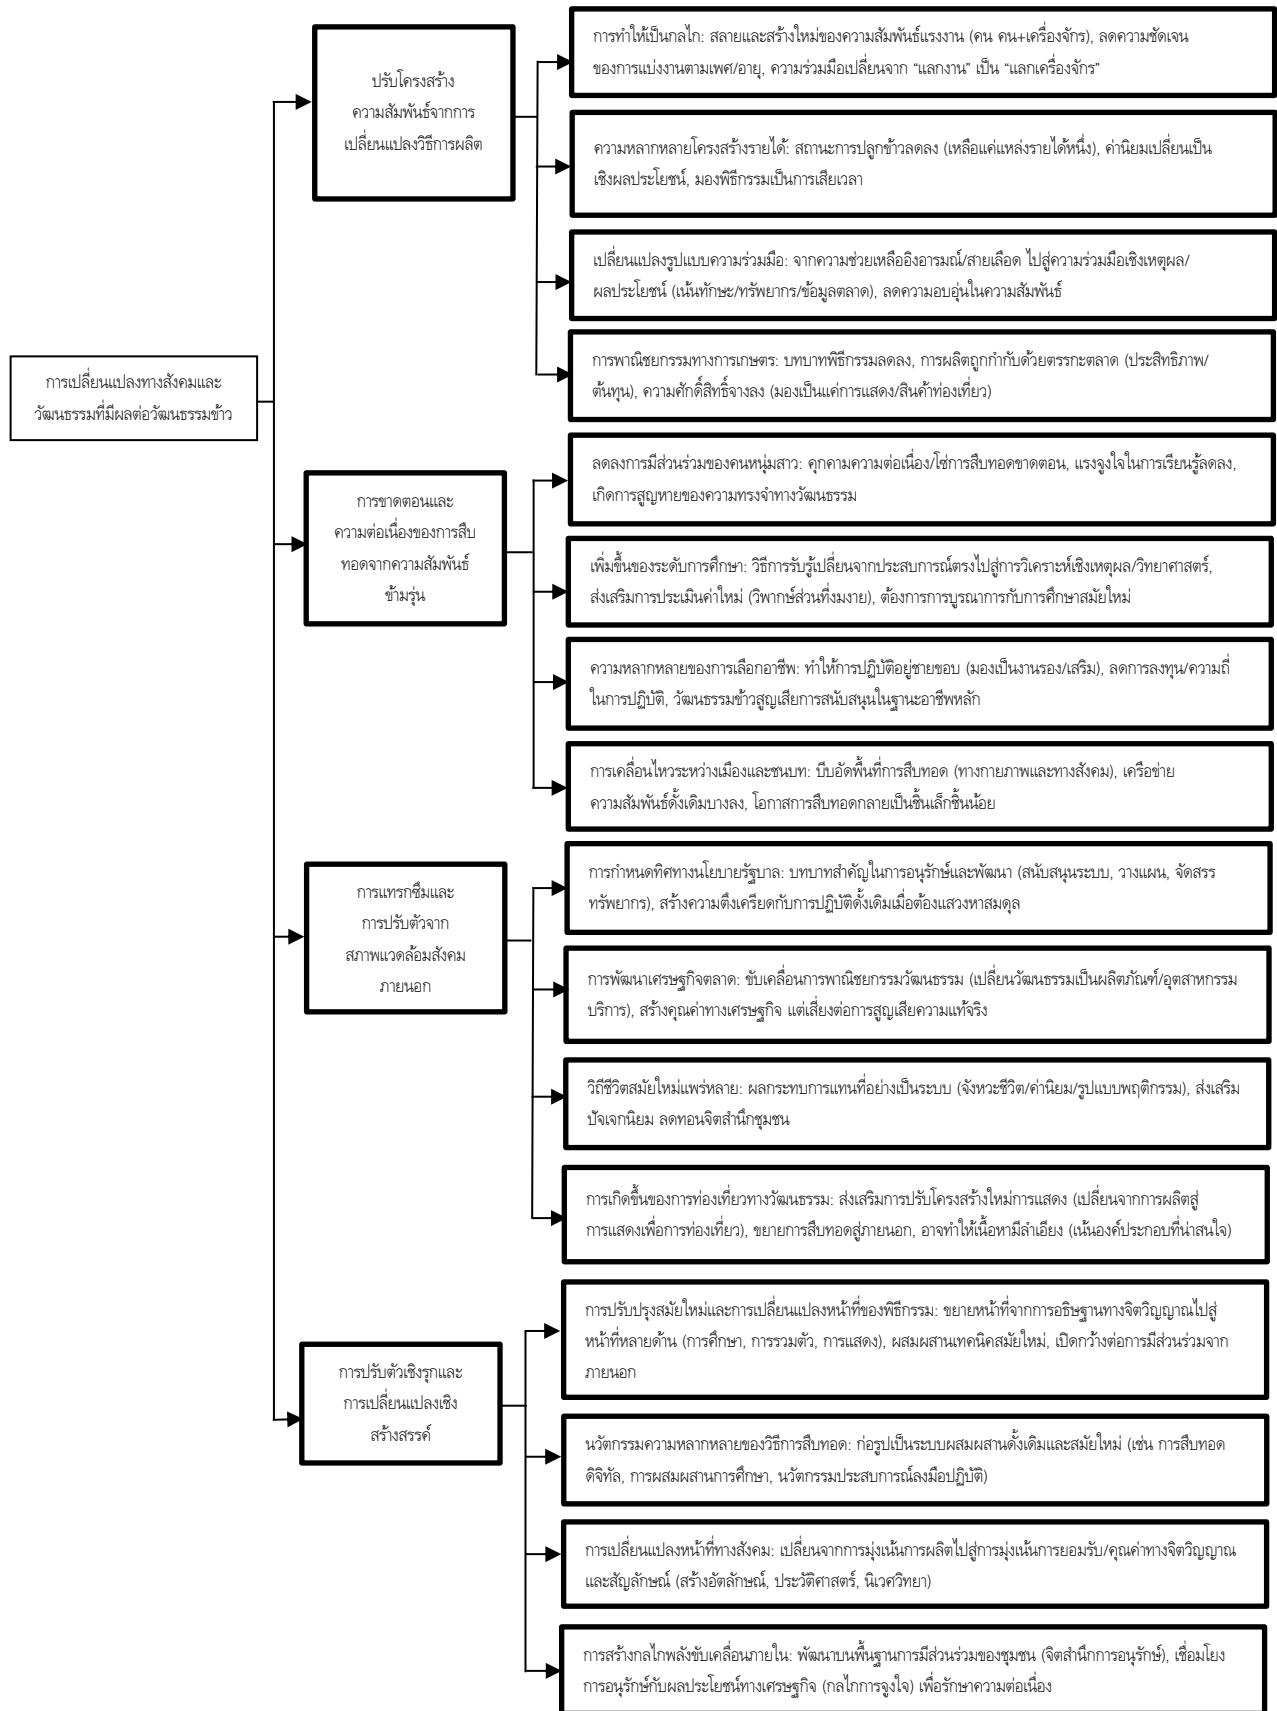 การเปลี่ยนแปลงทางสังคมและ
วัฒนธรรมที่มีผลต่อวัฒนธรรมข้าว
ปรับโครงสร้าง
ความสัมพันธ์จากการ
เปลี่ยนแปลงวิธีการผลิต
การทำให้เป็นกลไก: สลายและสร้างใหม่ของความสัมพันธ์แรงงาน (คน คน+เครื่องจักร), ลดความชัดเจน
ของการแบ่งงานตามเพศ/อายุ, ความร่วมมือเปลี่ยนจาก “แลกงาน” เป็น “แลกเครื่องจักร”
ความหลากหลายโครงสร้างรายได้: สถานะการปลูกข้าวลดลง (เหลือแค่แหล่งรายได้หนึ่ง), ค่านิยมเปลี่ยนเป็น
เชิงผลประโยชน์, มองพิธีกรรมเป็นการเสียเวลา
เปลี่ยนแปลงรูปแบบความร่วมมือ: จากความช่วยเหลืออิงอารมณ์/สายเลือด ไปสู่ความร่วมมือเชิงเหตุผล/
ผลประโยชน์ (เน้นทักษะ/ทรัพยากร/ข้อมูลตลาด), ลดความอบอุ่นในความสัมพันธ์
การพาณิชยกรรมทางการเกษตร: บทบาทพิธีกรรมลดลง, การผลิตถูกกำกับด้วยตรรกะตลาด (ประสิทธิภาพ/
ต้นทุน), ความศักดิ์สิทธิ์จางลง (มองเป็นแค่การแสดง/สินค้าท่องเที่ยว)
การขาดตอนและ
ความต่อเนื่องของการสืบ
ทอดจากความสัมพันธ์
ข้ามรุ่น
ลดลงการมีส่วนร่วมของคนหนุ่มสาว: คุกคามความต่อเนื่อง/โซ่การสืบทอดขาดตอน, แรงจูงใจในการเรียนรู้ลดลง,
เกิดการสูญหายของความทรงจำทางวัฒนธรรม
เพิ่มขึ้นของระดับการศึกษา: วิธีการรับรู้เปลี่ยนจากประสบการณ์ตรงไปสู่การวิเคราะห์เชิงเหตุผล/วิทยาศาสตร์,
ส่งเสริมการประเมินค่าใหม่ (วิพากษ์ส่วนที่งมงาย), ต้องการการบูรณาการกับการศึกษาสมัยใหม่
ความหลากหลายของการเลือกอาชีพ: ทำให้การปฏิบัติอยู่ชายขอบ (มองเป็นงานรอง/เสริม), ลดการลงทุน/ความถี่
ในการปฏิบัติ, วัฒนธรรมข้าวสูญเสียการสนับสนุนในฐานะอาชีพหลัก
การเคลื่อนไหวระหว่างเมืองและชนบท: บีบอัดพื้นที่การสืบทอด (ทางกายภาพและทางสังคม), เครือข่าย
ความสัมพันธ์ดั้งเดิมบางลง, โอกาสการสืบทอดกลายเป็นชิ้นเล็กชิ้นน้อย
การแทรกซึมและ
การปรับตัวจาก
สภาพแวดล้อมสังคม
ภายนอก
การกำหนดทิศทางนโยบายรัฐบาล: บทบาทสำคัญในการอนุรักษ์และพัฒนา (สนับสนุนระบบ, วางแผน, จัดสรร
ทรัพยากร), สร้างความตึงเครียดกับการปฏิบัติดั้งเดิมเมื่อต้องแสวงหาสมดุล
การพัฒนาเศรษฐกิจตลาด: ขับเคลื่อนการพาณิชยกรรมวัฒนธรรม (เปลี่ยนวัฒนธรรมเป็นผลิตภัณฑ์/อุตสาหกรรม
บริการ), สร้างคุณค่าทางเศรษฐกิจ แต่เสี่ยงต่อการสูญเสียความแท้จริง
วิถีชีวิตสมัยใหม่แพร่หลาย: ผลกระทบการแทนที่อย่างเป็นระบบ (จังหวะชีวิต/ค่านิยม/รูปแบบพฤติกรรม), ส่งเสริม
ปัจเจกนิยม ลดทอนจิตสำนึกชุมชน
การเกิดขึ้นของการท่องเที่ยวทางวัฒนธรรม: ส่งเสริมการปรับโครงสร้างใหม่การแสดง (เปลี่ยนจากการผลิตสู่
การแสดงเพื่อการท่องเที่ยว), ขยายการสืบทอดสู่ภายนอก, อาจทำให้เนื้อหามีลำเอียง (เน้นองค์ประกอบที่น่าสนใจ)
การปรับตัวเชิงรุกและ
การเปลี่ยนแปลงเชิง
สร้างสรรค์
การปรับปรุงสมัยใหม่และการเปลี่ยนแปลงหน้าที่ของพิธีกรรม: ขยายหน้าที่จากการอธิษฐานทางจิตวิญญาณไปสู่
หน้าที่หลายด้าน (การศึกษา, การรวมตัว, การแสดง), ผสมผสานเทคนิคสมัยใหม่, เปิดกว้างต่อการมีส่วนร่วมจาก
ภายนอก
นวัตกรรมความหลากหลายของวิธีการสืบทอด: ก่อรูปเป็นระบบผสมผสานดั้งเดิมและสมัยใหม่ (เช่น การสืบทอด
ดิจิทัล, การผสมผสานการศึกษา, นวัตกรรมประสบการณ์ลงมือปฏิบัติ)
การเปลี่ยนแปลงหน้าที่ทางสังคม: เปลี่ยนจากการมุ่งเน้นการผลิตไปสู่การมุ่งเน้นการยอมรับ/คุณค่าทางจิตวิญญาณ
และสัญลักษณ์ (สร้างอัตลักษณ์, ประวัติศาสตร์, นิเวศวิทยา)
การสร้างกลไกพลังขับเคลื่อนภายใน: พัฒนาบนพื้นฐานการมีส่วนร่วมของชุมชน (จิตสำนึกการอนุรักษ์), เชื่อมโยง
การอนุรักษ์กับผลประโยชน์ทางเศรษฐกิจ (กลไกการจูงใจ) เพื่อรักษาความต่อเนื่อง